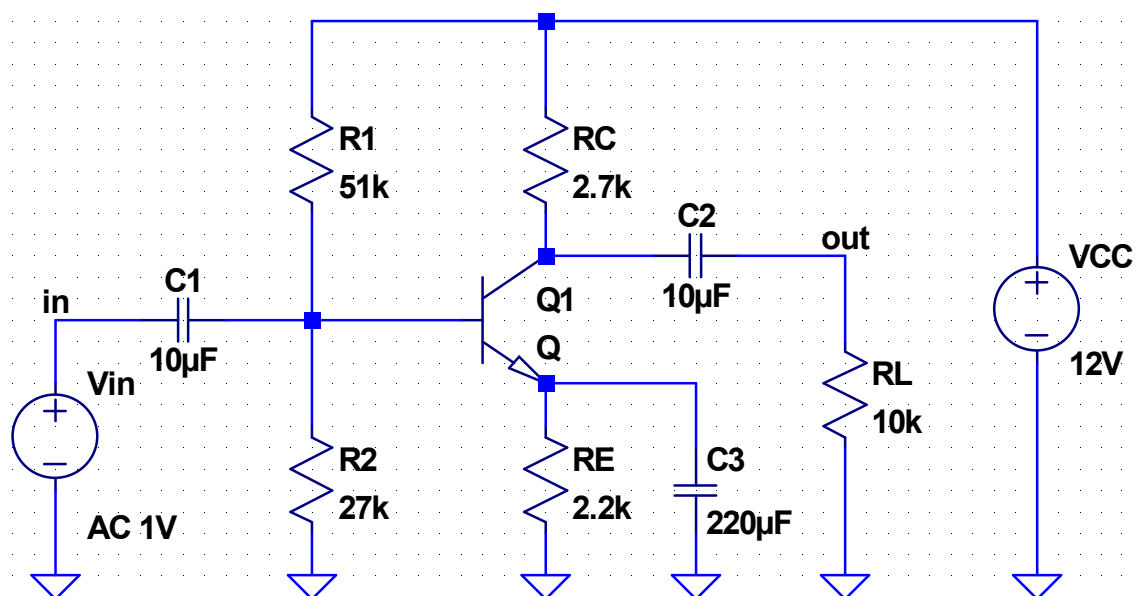 R1
51k
RC
2.7k
C2
10µF
out
VCC
12V
in
C1
10µF
Q1
Q
Vin
AC 1V
R2
27k
RE
2.2k
C3
220µF
RL
10k